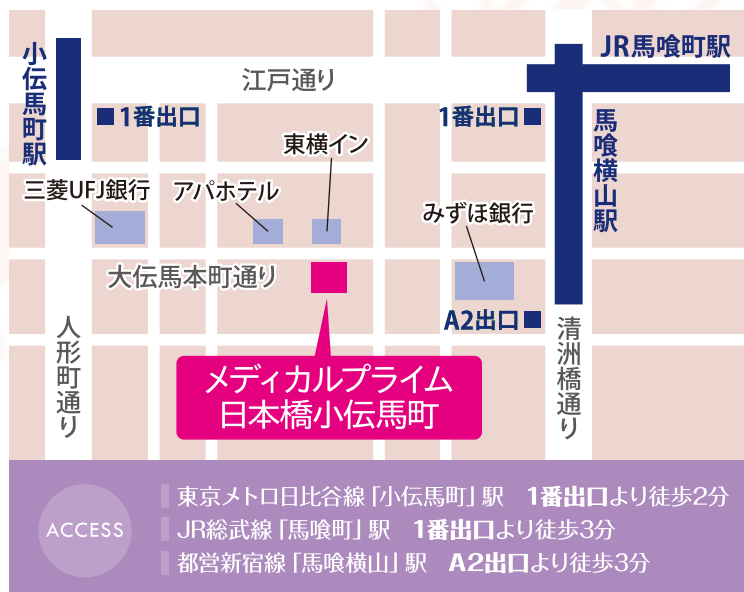 小伝馬町駅
JR馬喰町駅
江戸通り
1番出口
1番出口
馬喰横山駅
東横イン
三菱UFJ銀行
アパホテル
みずほ銀行
大伝馬本町通り
A2出口
人形町通り
清洲橋通り
メディカルプライム
日本橋小伝馬町
ACCESS
東京メトロ日比谷線「小伝馬町」駅 1番出口より徒歩2分
JR総武線「馬喰町」駅 1番出口より徒歩3分
都営新宿線「馬喰横山」駅 A2出口より徒歩3分